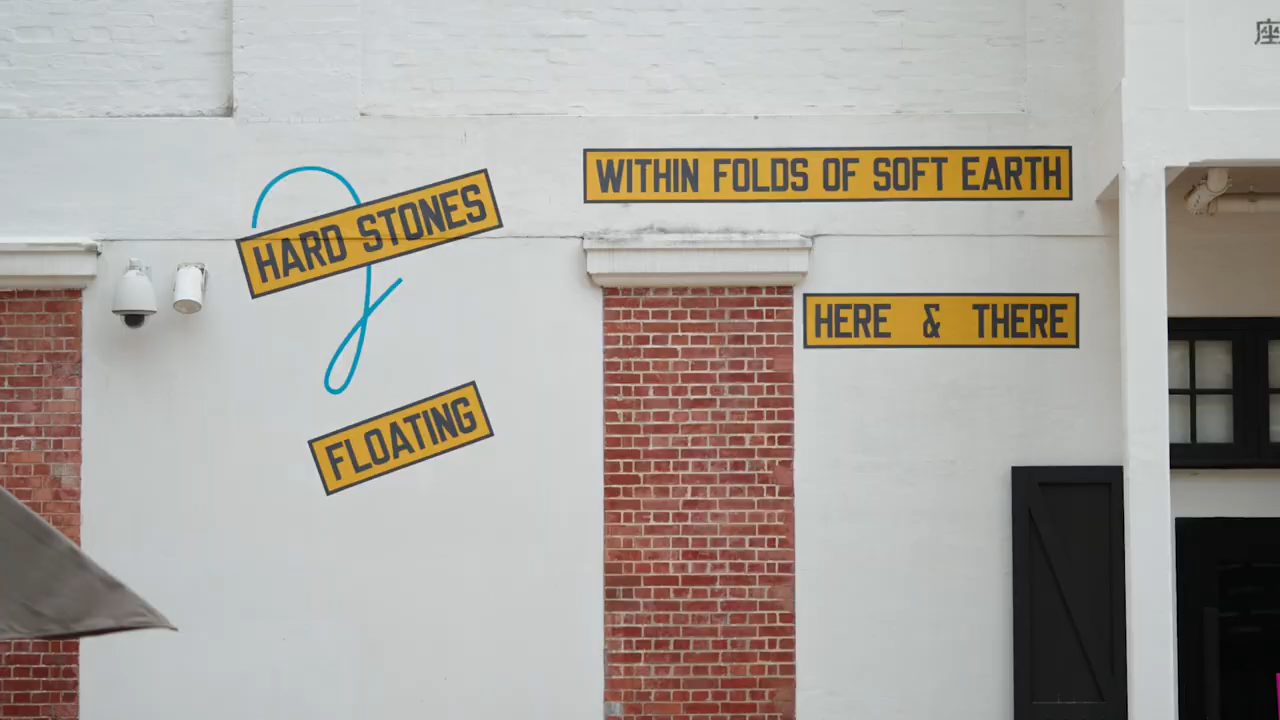 HARD STONES
FLOATING
WITHIN FOLDS OF SOFT EARTH
HERE & THERE
座